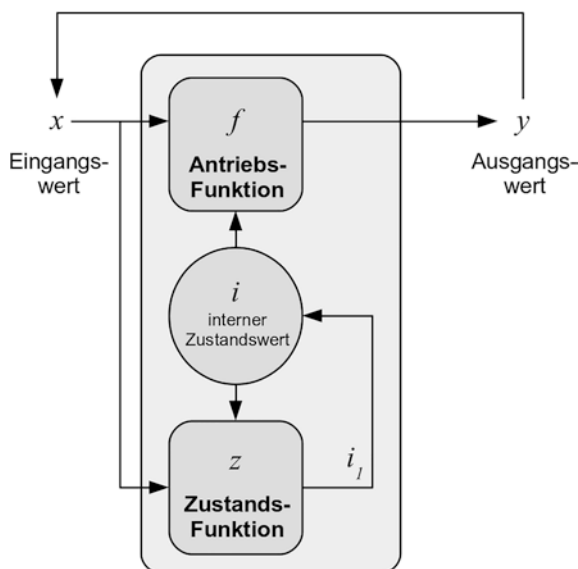 x
Eingangs-
wert
f
Antriebs-
Funktion
y
Ausgangs-
wert
i
interner
Zustandswert
z
Zustands-
Funktion
i₁